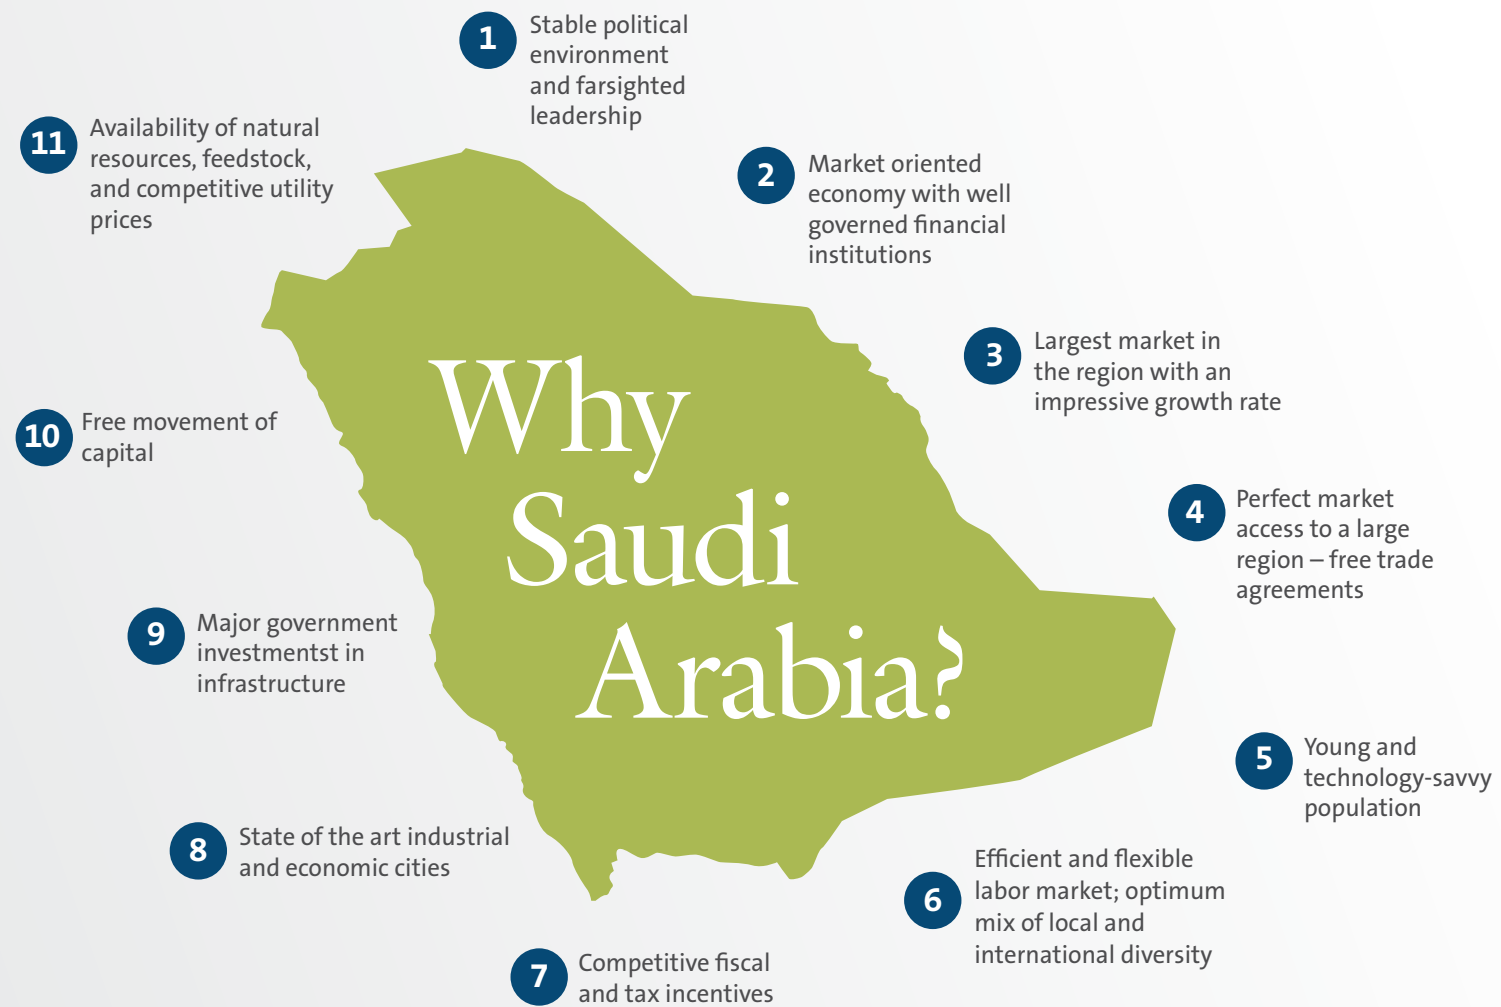 Why
Saudi
Arabia?
1
Stable political
environment
and farsighted
leadership
2
Market oriented
economy with well
governed financial
institutions
3
Largest market in
the region with an
impressive growth rate
4
Perfect market
access to a large
region – free trade
agreements
5
Young and
technology-savvy
population
6
Efficient and flexible
labor market; optimum
mix of local and
international diversity
7
Competitive fiscal
and tax incentives
8
State of the art industrial
and economic cities
9
Major government
investmentst in
infrastructure
10
Free movement of
capital
11
Availability of natural
resources, feedstock,
and competitive utility
prices